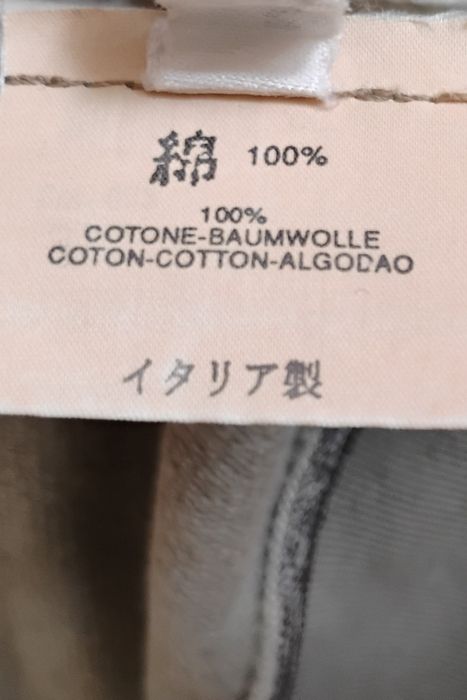 綿 100%
100%
COTONE-BAUMWOLLE
COTON-COTTON-ALGODAO
イタリア製